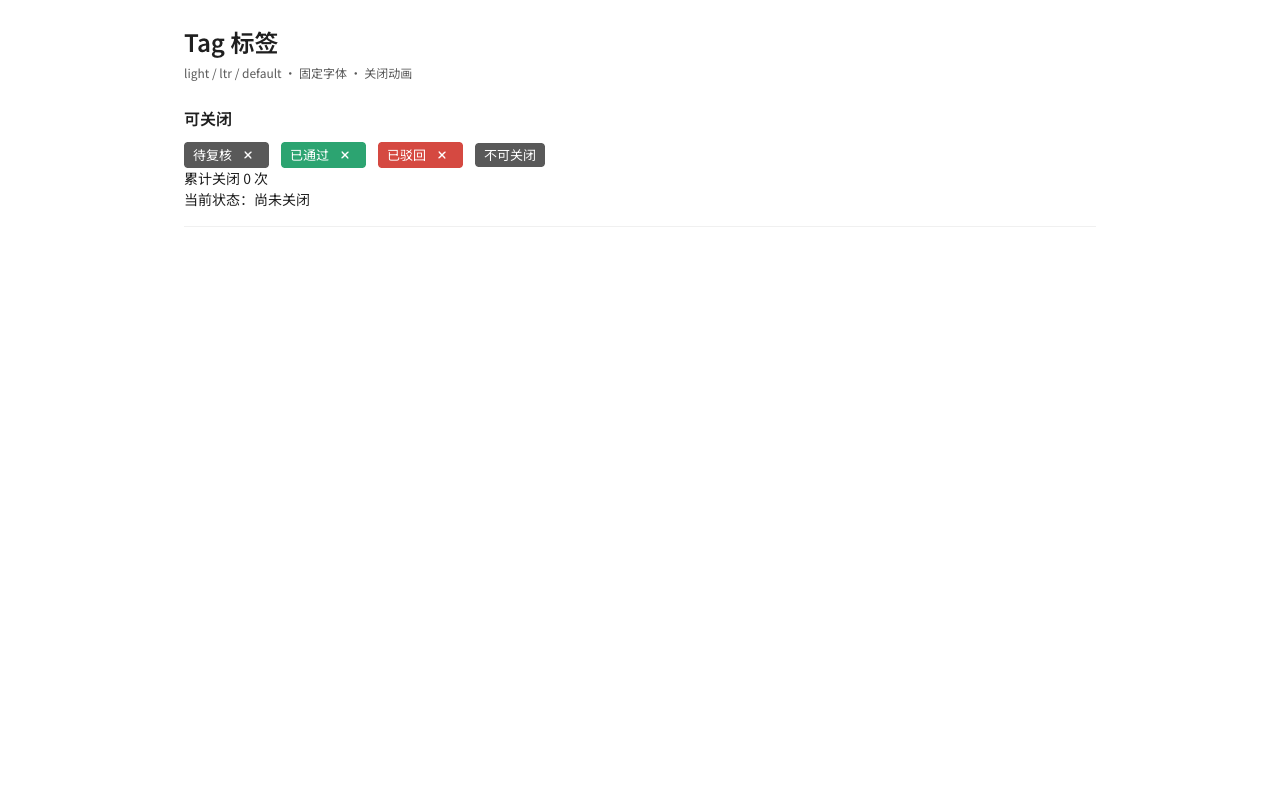 Tag 标签
light / ltr / default ・ 固定字体 ・ 关闭动画
可关闭
待复核 × 已通过 × 已驳回 × 不可关闭
累计关闭 0 次
当前状态：尚未关闭